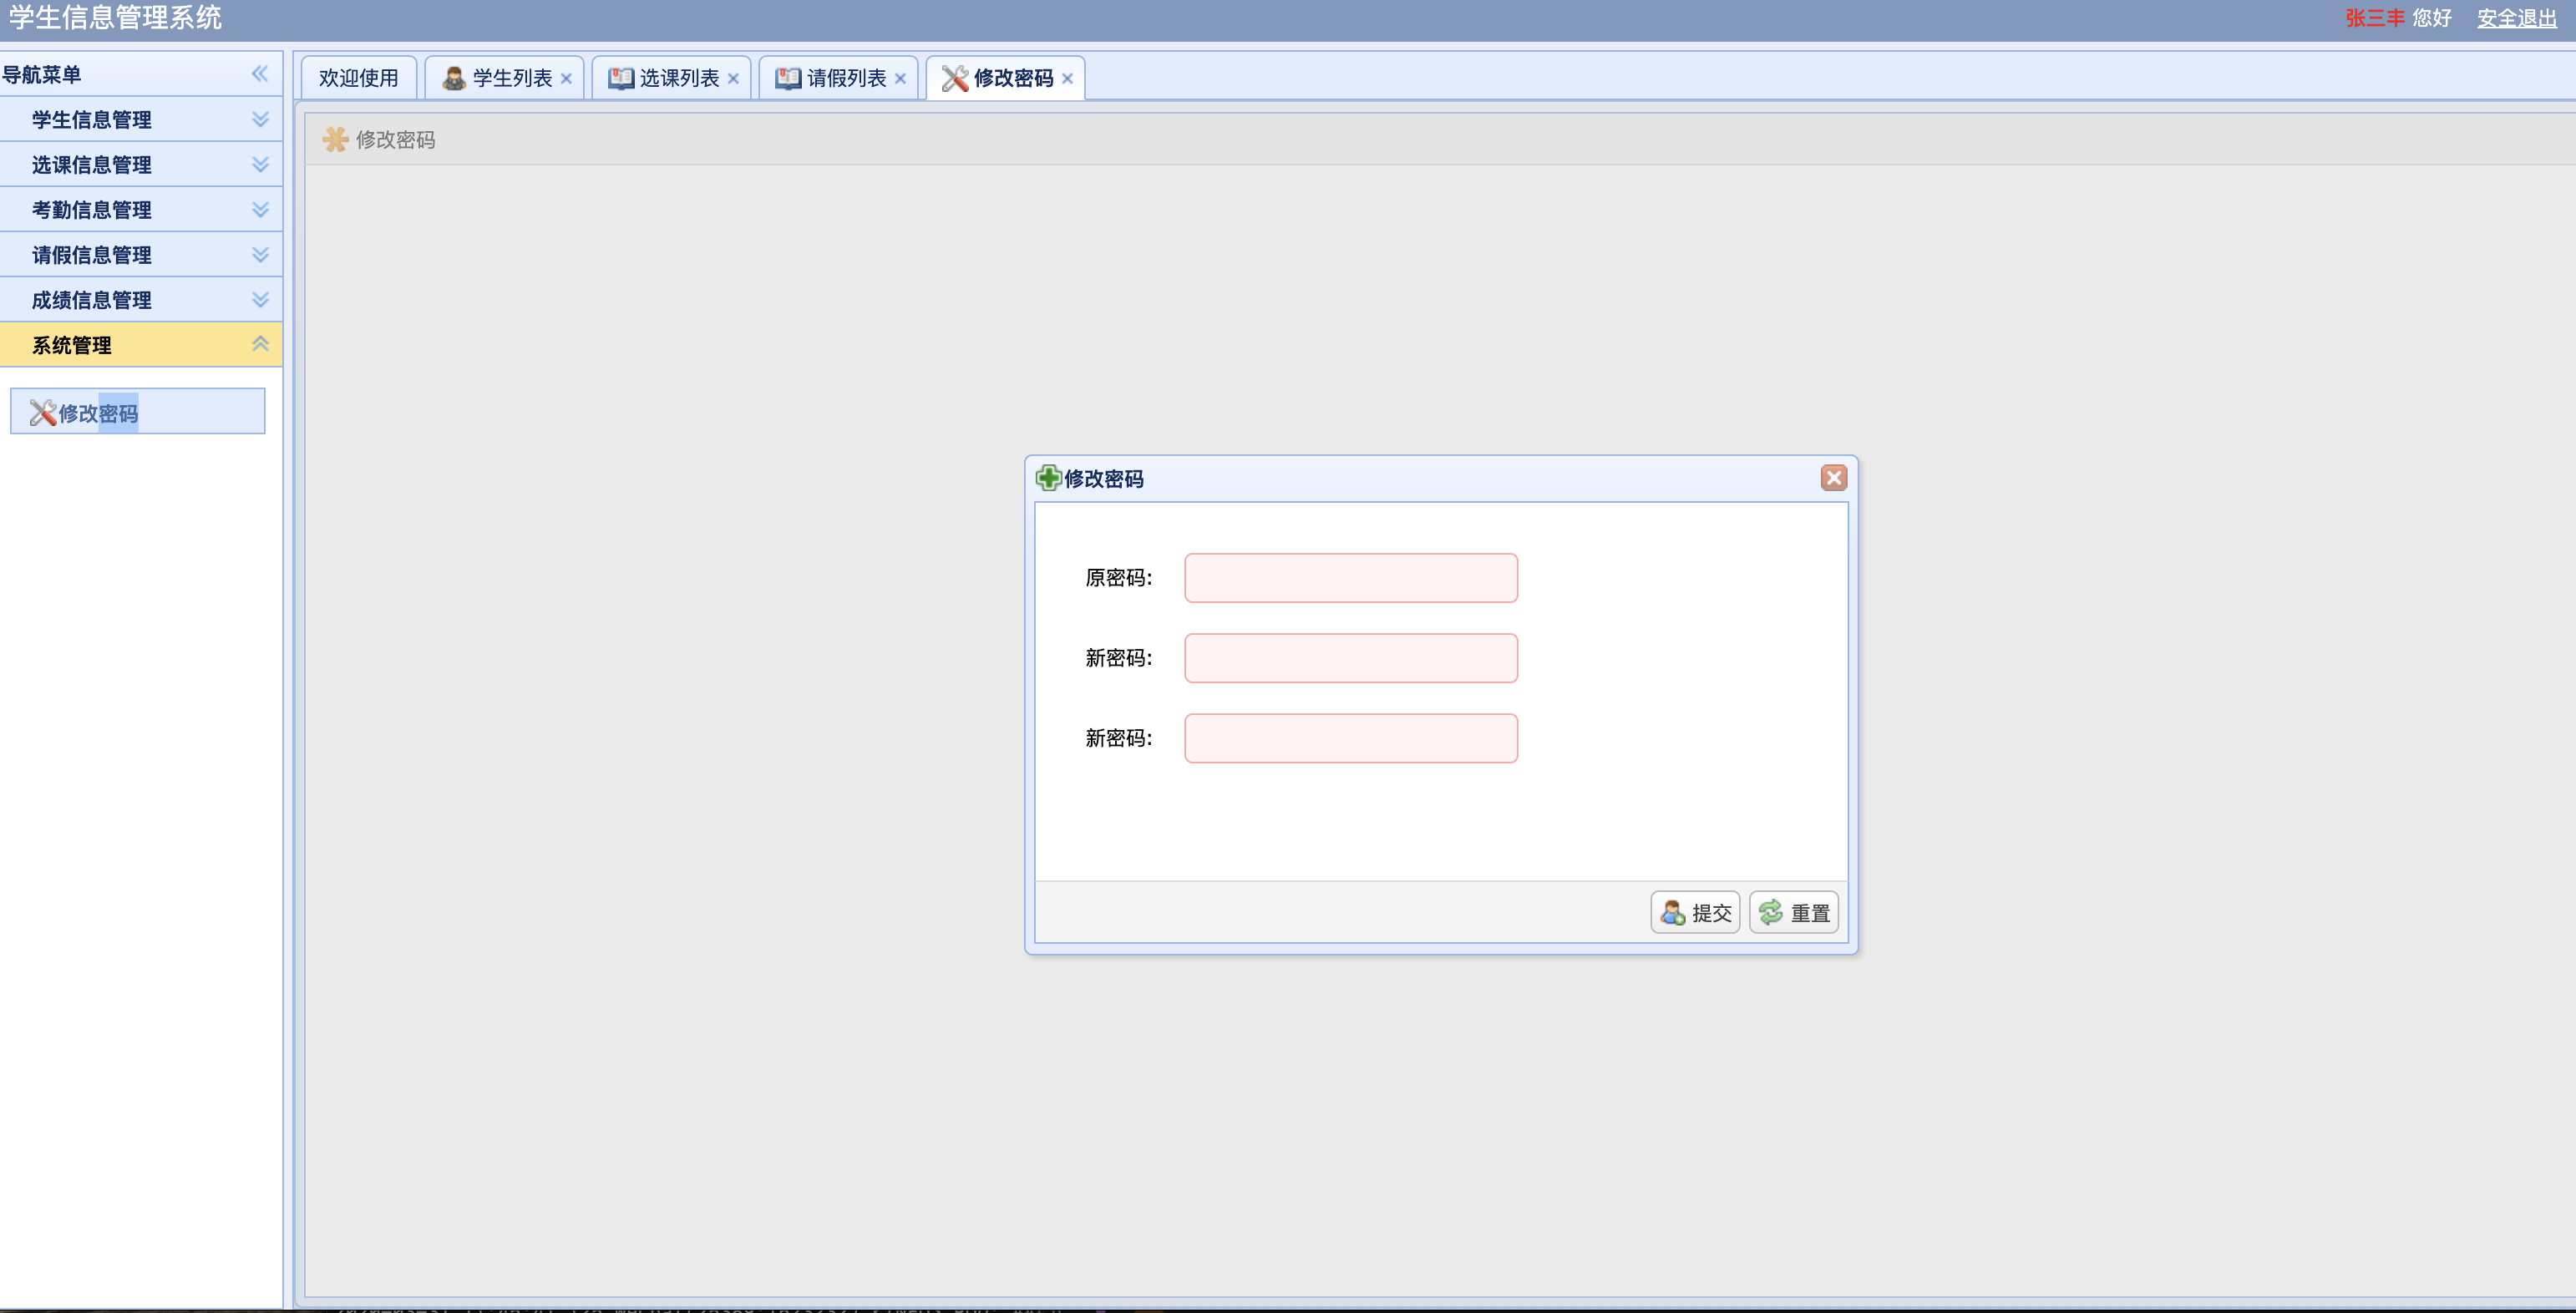 学生信息管理系统
张三丰 您好 安全退出
导航菜单
欢迎使用 学生列表 选课列表 请假列表 修改密码
学生信息管理
选课信息管理
考勤信息管理
请假信息管理
成绩信息管理
系统管理
修改密码
修改密码
修改密码
原密码:
新密码:
新密码:
提交 重置